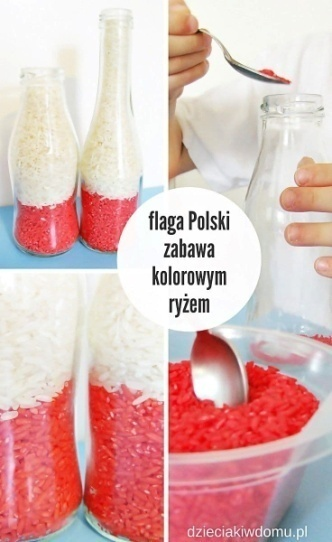 flaga Polski
zabawa
kolorowym
ryżem
dzieciakiwdomu.pl